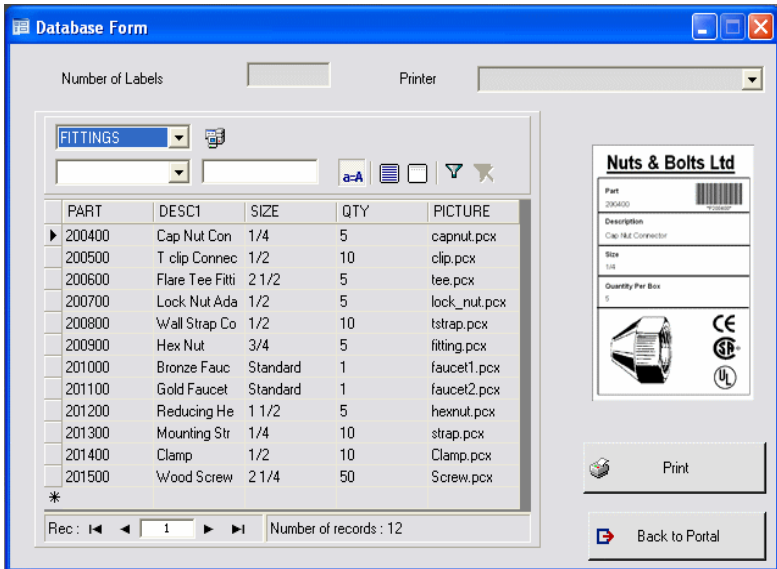 Database Form
Number of Labels
Printer
FITTINGS
a=A
PART DESC1 SIZE QTY PICTURE
200400 Cap Nut Con 1/4 5 capnut.pcx
200500 T clip Connec 1/2 10 clip.pcx
200600 Flare Tee Fitti 2 1/2 5 tee.pcx
200700 Lock Nut Ada 1/2 5 lock_nut.pcx
200800 Wall Strap Co 1/2 10 tstrap.pcx
200900 Hex Nut 3/4 5 fitting.pcx
201000 Bronze Fauc Standard 1 faucet1.pcx
201100 Gold Faucet Standard 1 faucet2.pcx
201200 Reducing He 1 1/2 5 hexnut.pcx
201300 Mounting Str 1/4 10 strap.pcx
201400 Clamp 1/2 10 Clamp.pcx
201500 Wood Screw 2 1/4 50 Screw.pcx
Rec : 1 Number of records : 12
Nuts & Bolts Ltd
Part
200400
*P200400*
Description
Cap Nut Connector
Size
1/4
Quantity Per Box
5
CE
SA
UL
Print
Back to Portal